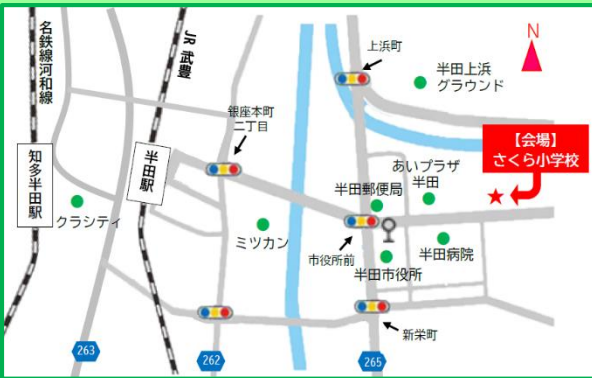 名鉄線河和線
知多半田駅
クラシティ
JR 武豊
半田駅
銀座本町
二丁目
ミツカン
上浜町
半田上浜
グラウンド
N
【会場】
さくら小学校
あいプラザ
半田
半田郵便局
市役所前
半田市役所
半田病院
新栄町
263
262
265